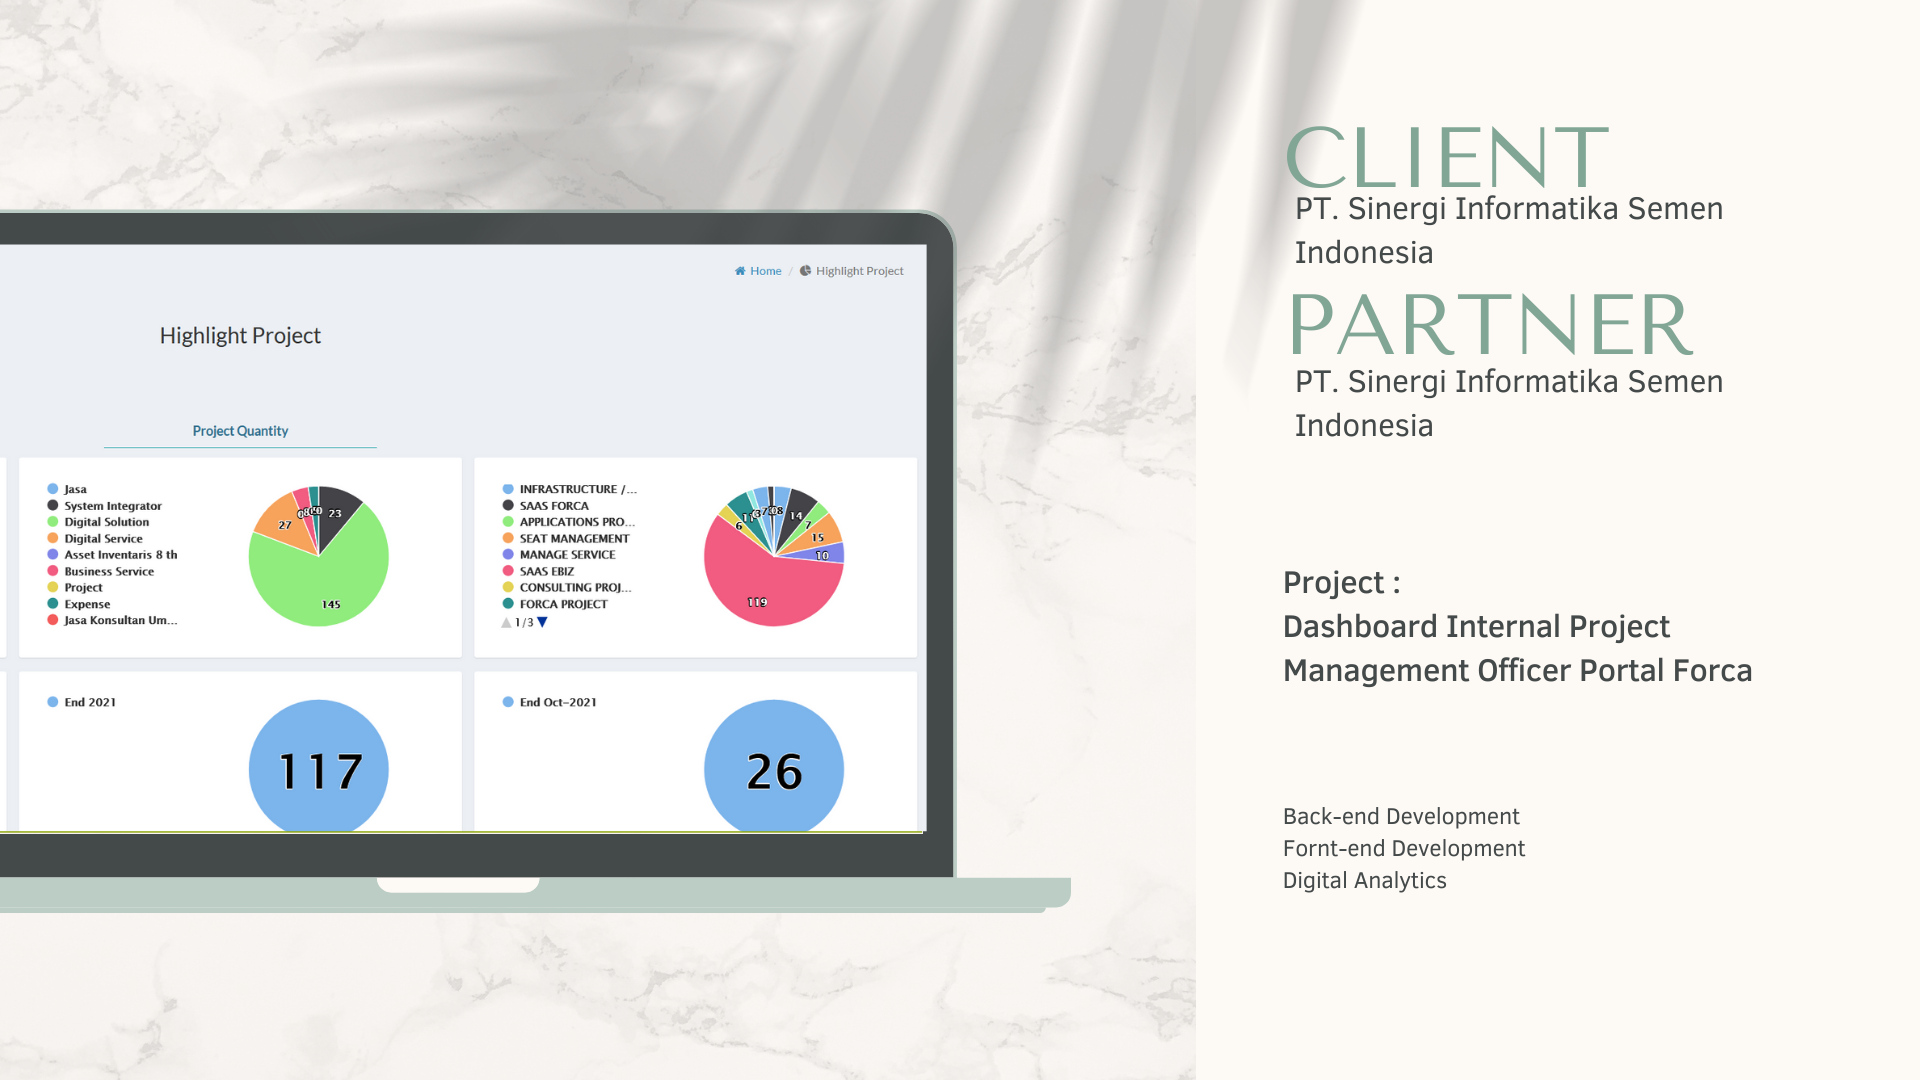 CLIENT
PT. Sinergi Informatika Semen
Indonesia
PARTNER
PT. Sinergi Informatika Semen
Indonesia
Project :
Dashboard Internal Project
Management Officer Portal Forca
Back-end Development
Fornt-end Development
Digital Analytics
Home / Highlight Project
Highlight Project
Project Quantity
Jasa
System Integrator
Digital Solution
Digital Service
Asset Inventaris 8 th
Business Service
Project
Expense
Jasa Konsultan Um...
23
27
145
INFRASTRUCTURE /...
SAAS FORCA
APPLICATIONS PRO...
SEAT MANAGEMENT
MANAGE SERVICE
SAAS EBIZ
CONSULTING PROJ...
FORCA PROJECT
1/3
8
14
7
15
10
119
6
11
End 2021
117
End Oct-2021
26